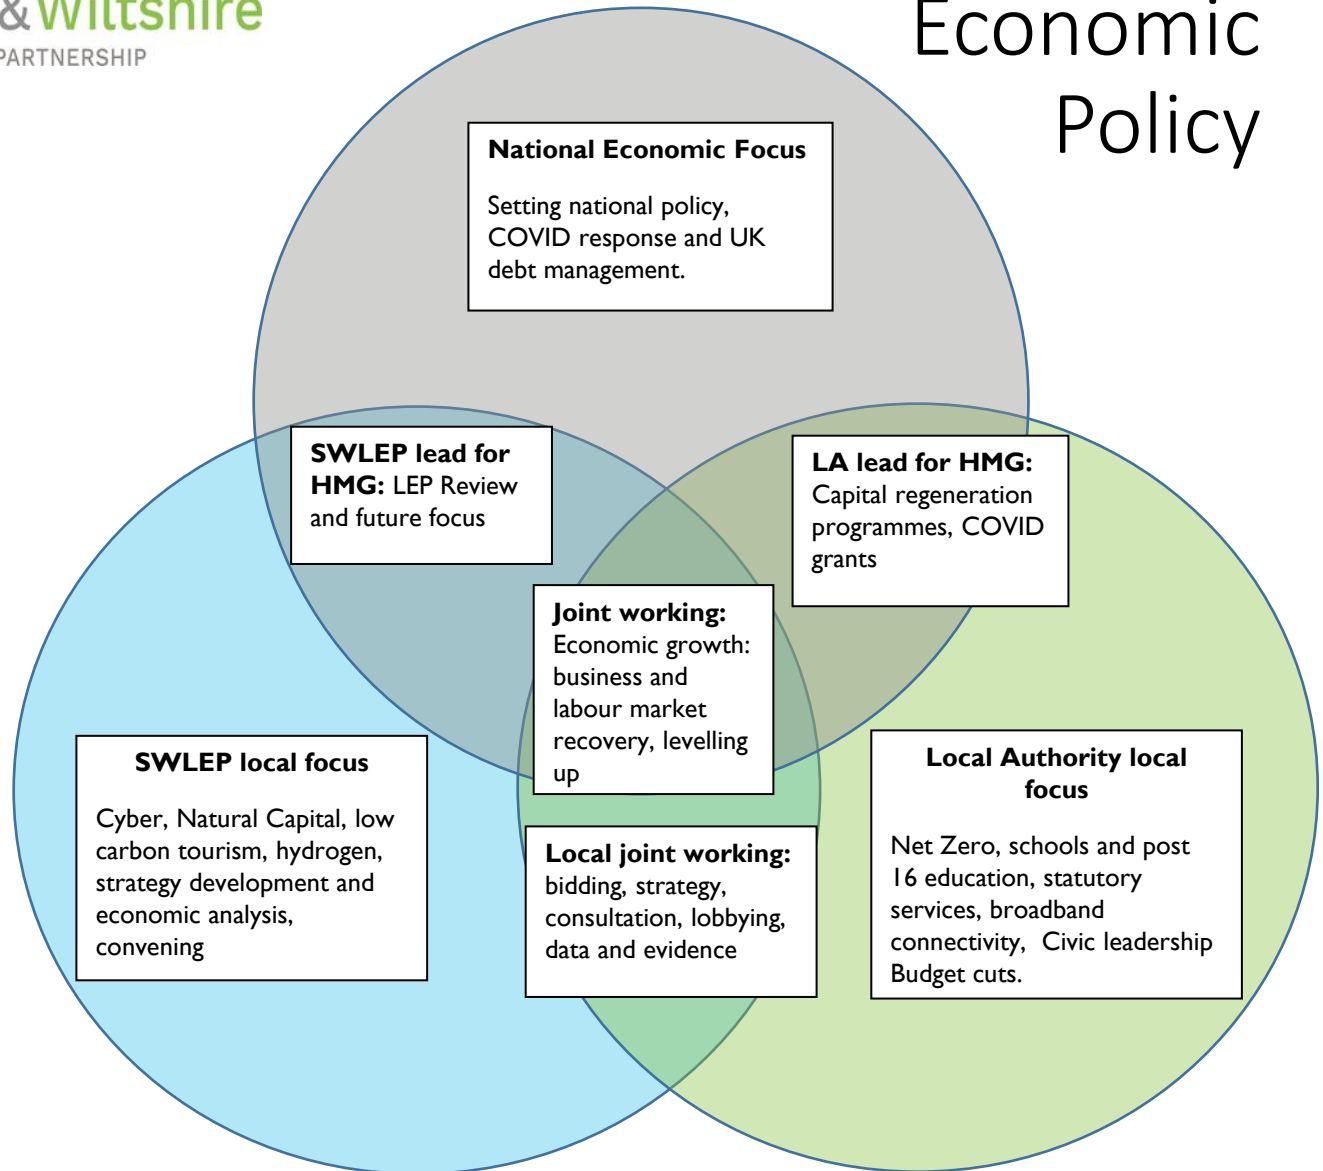 &Wiltshire
PARTNERSHIP
Economic
Policy
National Economic Focus
Setting national policy,
COVID response and UK
debt management.
SWLEP lead for
HMG: LEP Review
and future focus
LA lead for HMG:
Capital regeneration
programmes, COVID
grants
Joint working:
Economic growth:
business and
labour market
recovery, levelling
up
SWLEP local focus
Cyber, Natural Capital, low
carbon tourism, hydrogen,
strategy development and
economic analysis,
convening
Local joint working:
bidding, strategy,
consultation, lobbying,
data and evidence
Local Authority local
focus
Net Zero, schools and post
16 education, statutory
services, broadband
connectivity,  Civic leadership
Budget cuts.